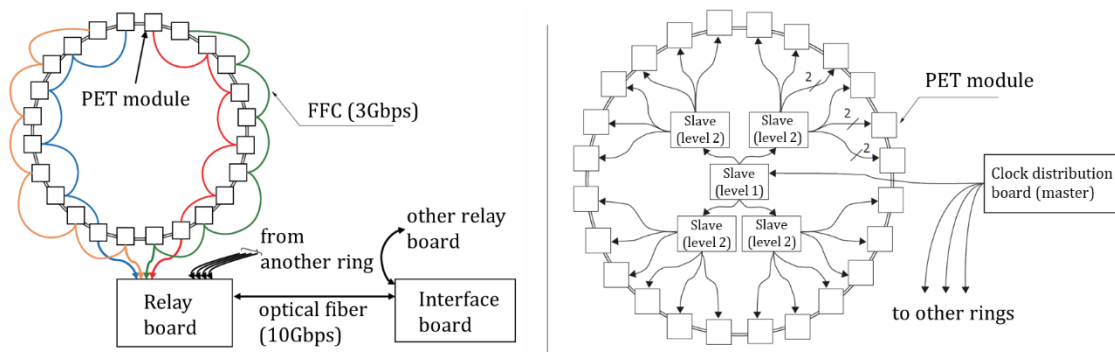 PET module
FFC (3Gbps)
from
another ring
other relay
board
Relay
board
optical fiber
(10Gbps)
Interface
board
2
PET module
Slave
(level 2)
Slave
(level 2)
2
2
Slave
(level 1)
Clock distribution
board (master)
Slave
(level 2)
Slave
(level 2)
to other rings